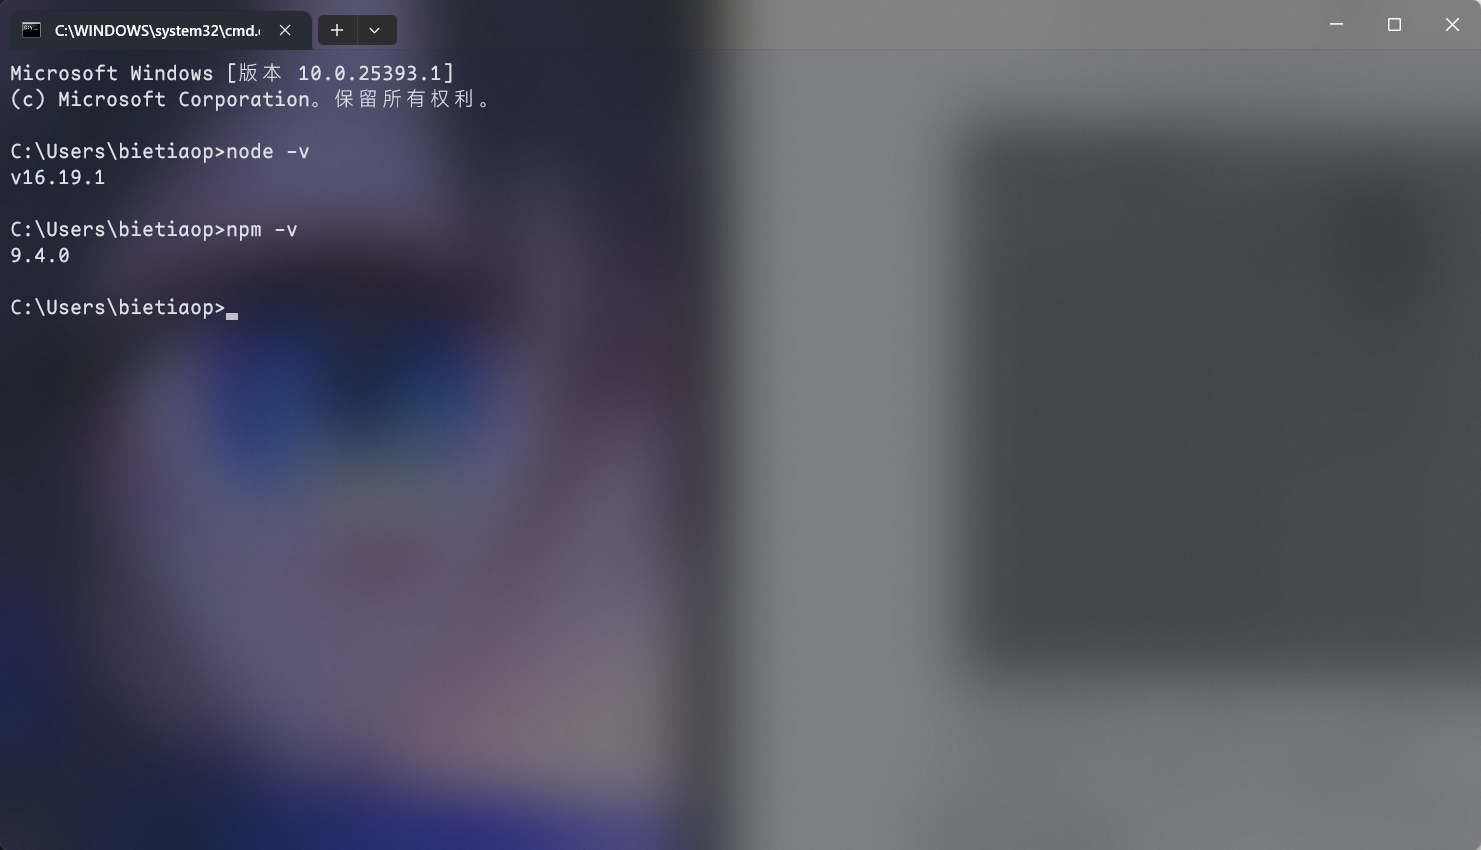 C:\WINDOWS\system32\cmd.
Microsoft Windows [版本 10.0.25393.1]
(c) Microsoft Corporation。保留所有权利。
C:\Users\bietiaop>node -v
v16.19.1
C:\Users\bietiaop>npm -v
9.4.0
C:\Users\bietiaop>